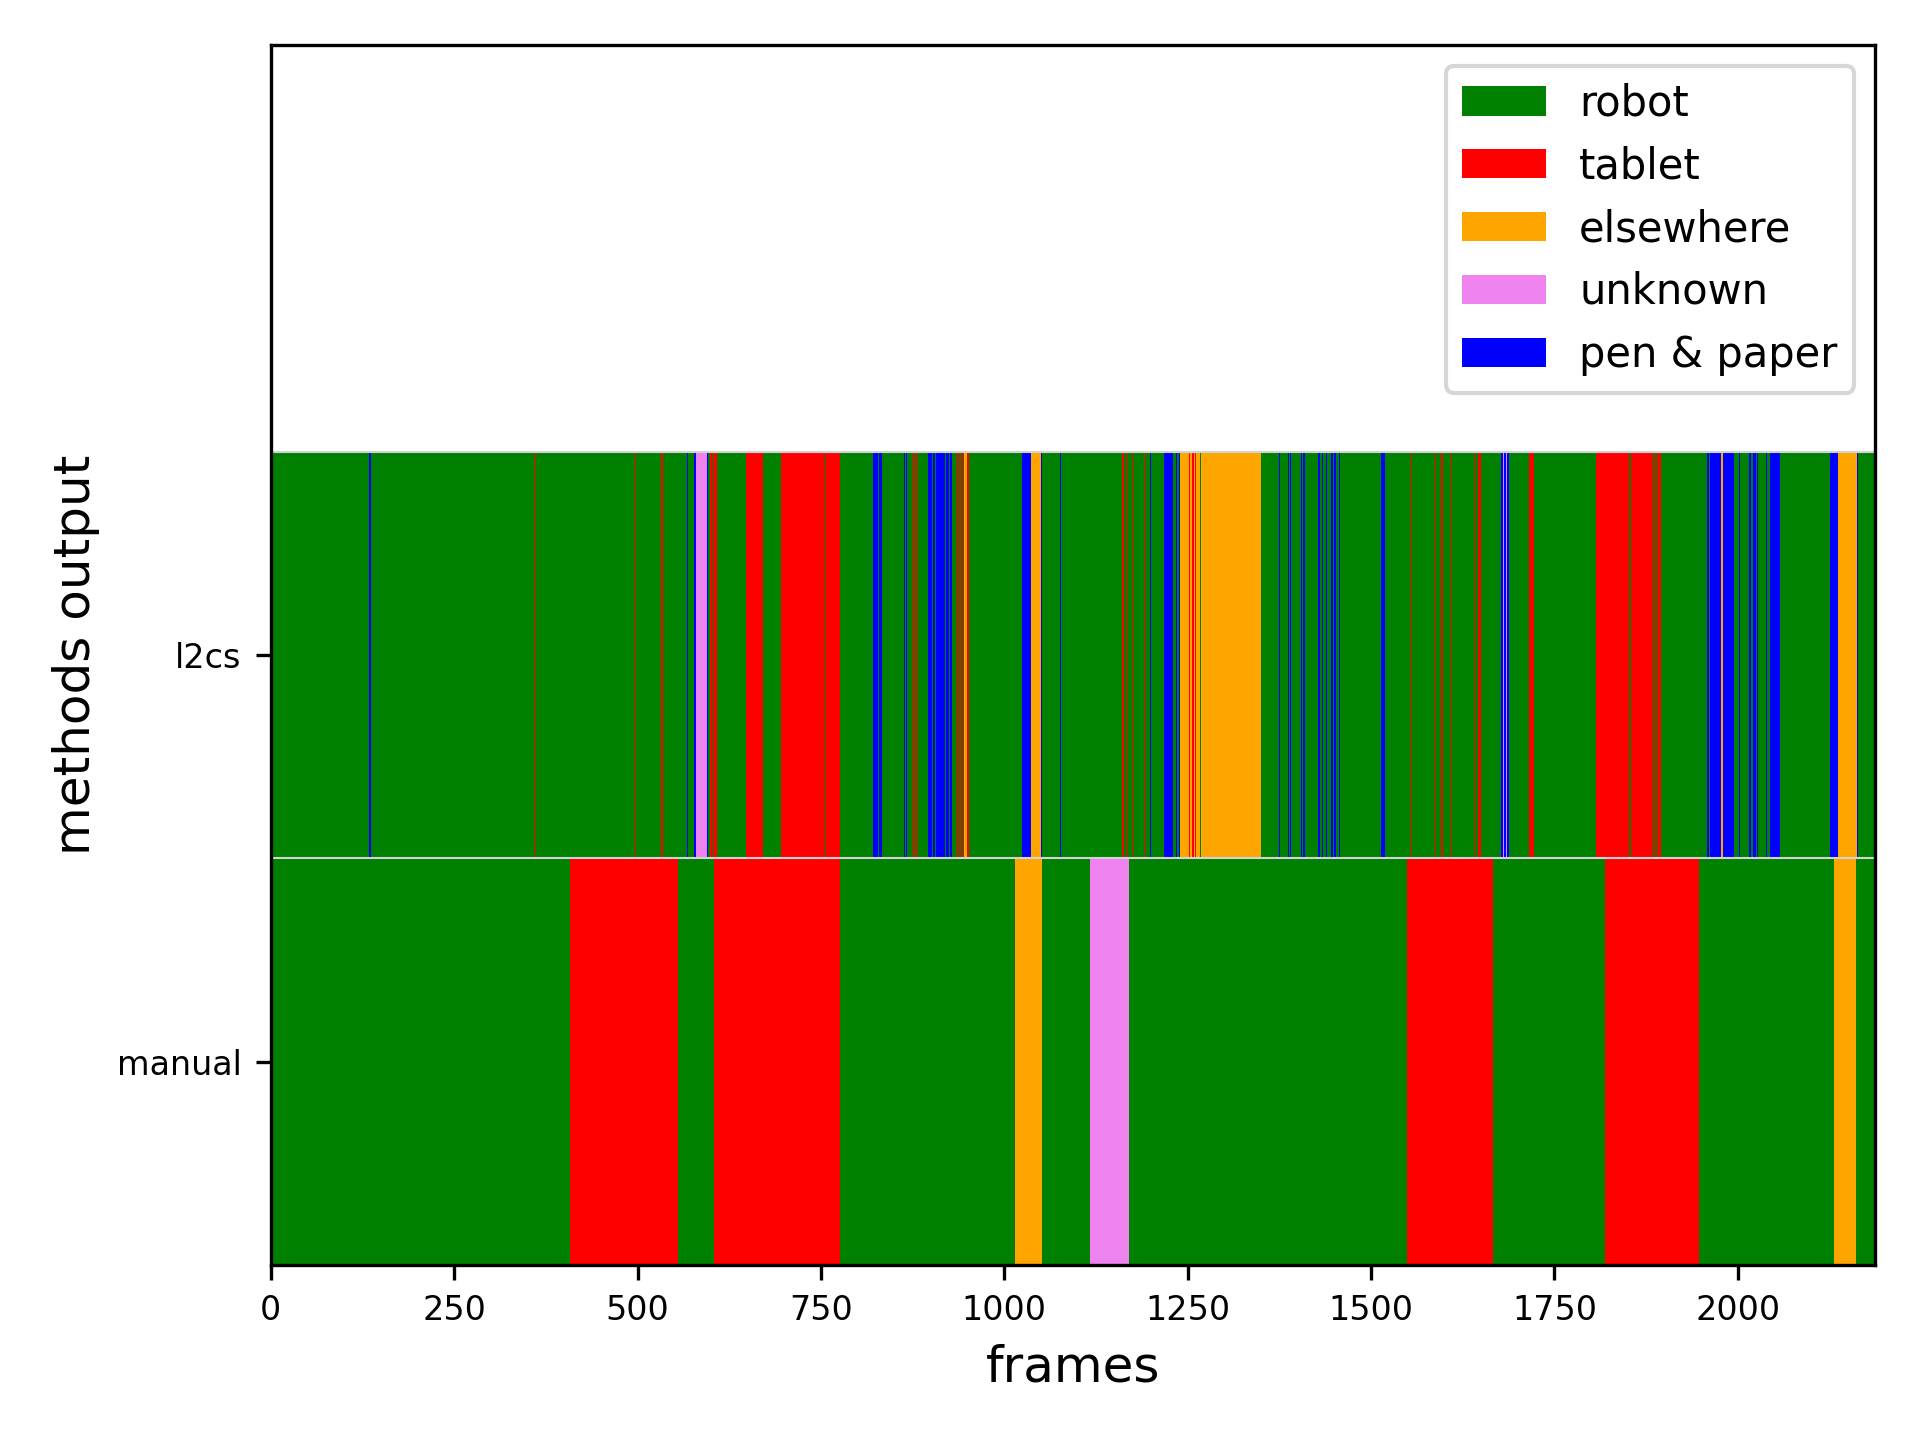 robot
tablet
elsewhere
unknown
pen & paper
methods output
l2cs
manual
0 250 500 750 1000 1250 1500 1750 2000
frames